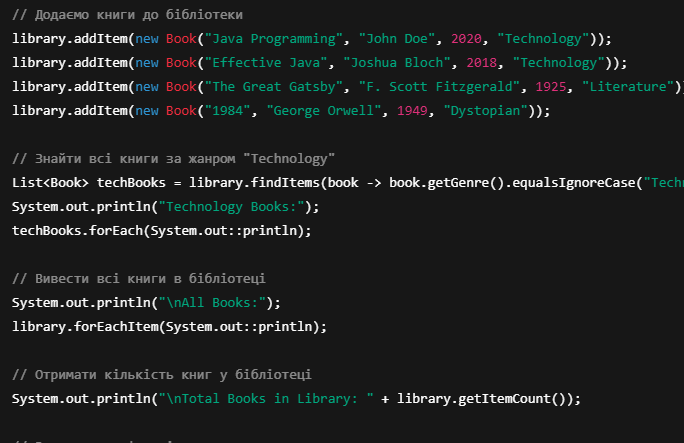 // Додаємо книги до бібліотеки
library.addItem(new Book("Java Programming", "John Doe", 2020, "Technology"));
library.addItem(new Book("Effective Java", "Joshua Bloch", 2018, "Technology"));
library.addItem(new Book("The Great Gatsby", "F. Scott Fitzgerald", 1925, "Literature")
library.addItem(new Book("1984", "George Orwell", 1949, "Dystopian"));
// Знайти всі книги за жанром "Technology"
List<Book> techBooks = library.findItems(book -> book.getGenre().equalsIgnoreCase("Techn
System.out.println("Technology Books:");
techBooks.forEach(System.out::println);
// Вивести всі книги в бібліотеці
System.out.println("\nAll Books:");
library.forEachItem(System.out::println);
// Отримати кількість книг у бібліотеці
System.out.println("\nTotal Books in Library: " + library.getItemCount());